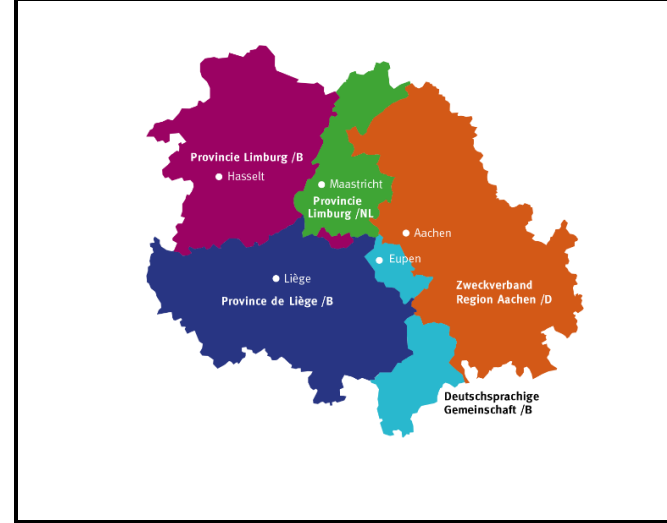 Provincie Limburg /B
Hasselt
Maastricht
Provincie
Limburg /NL
Aachen
Eupen
Liège
Province de Liège /B
Zweckverband
Region Aachen /D
Deutschsprachige
Gemeinschaft /B